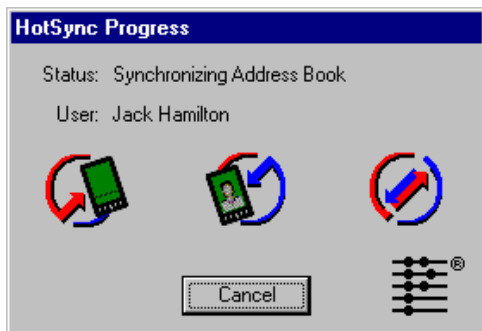 HotSync Progress
Status: Synchronizing Address Book
User: Jack Hamilton
®
Cancel